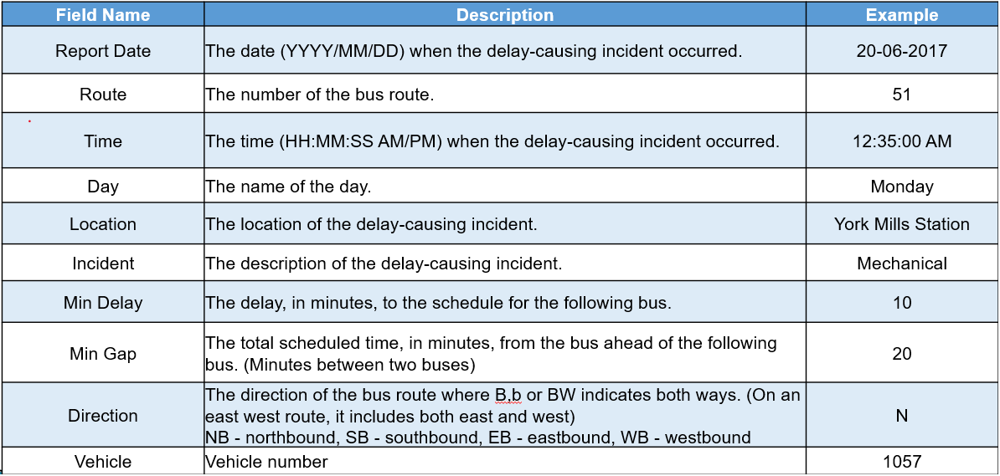 Field Name Description Example
Report Date The date (YYYY/MM/DD) when the delay-causing incident occurred. 20-06-2017
Route The number of the bus route. 51
Time The time (HH:MM:SS AM/PM) when the delay-causing incident occurred. 12:35:00 AM
Day The name of the day. Monday
Location The location of the delay-causing incident. York Mills Station
Incident The description of the delay-causing incident. Mechanical
Min Delay The delay, in minutes, to the schedule for the following bus. 10
Min Gap The total scheduled time, in minutes, from the bus ahead of the following
bus. (Minutes between two buses) 20
Direction The direction of the bus route where B,b or BW indicates both ways. (On an
east west route, it includes both east and west) N
NB - northbound, SB - southbound, EB - eastbound, WB - westbound
Vehicle Vehicle number 1057